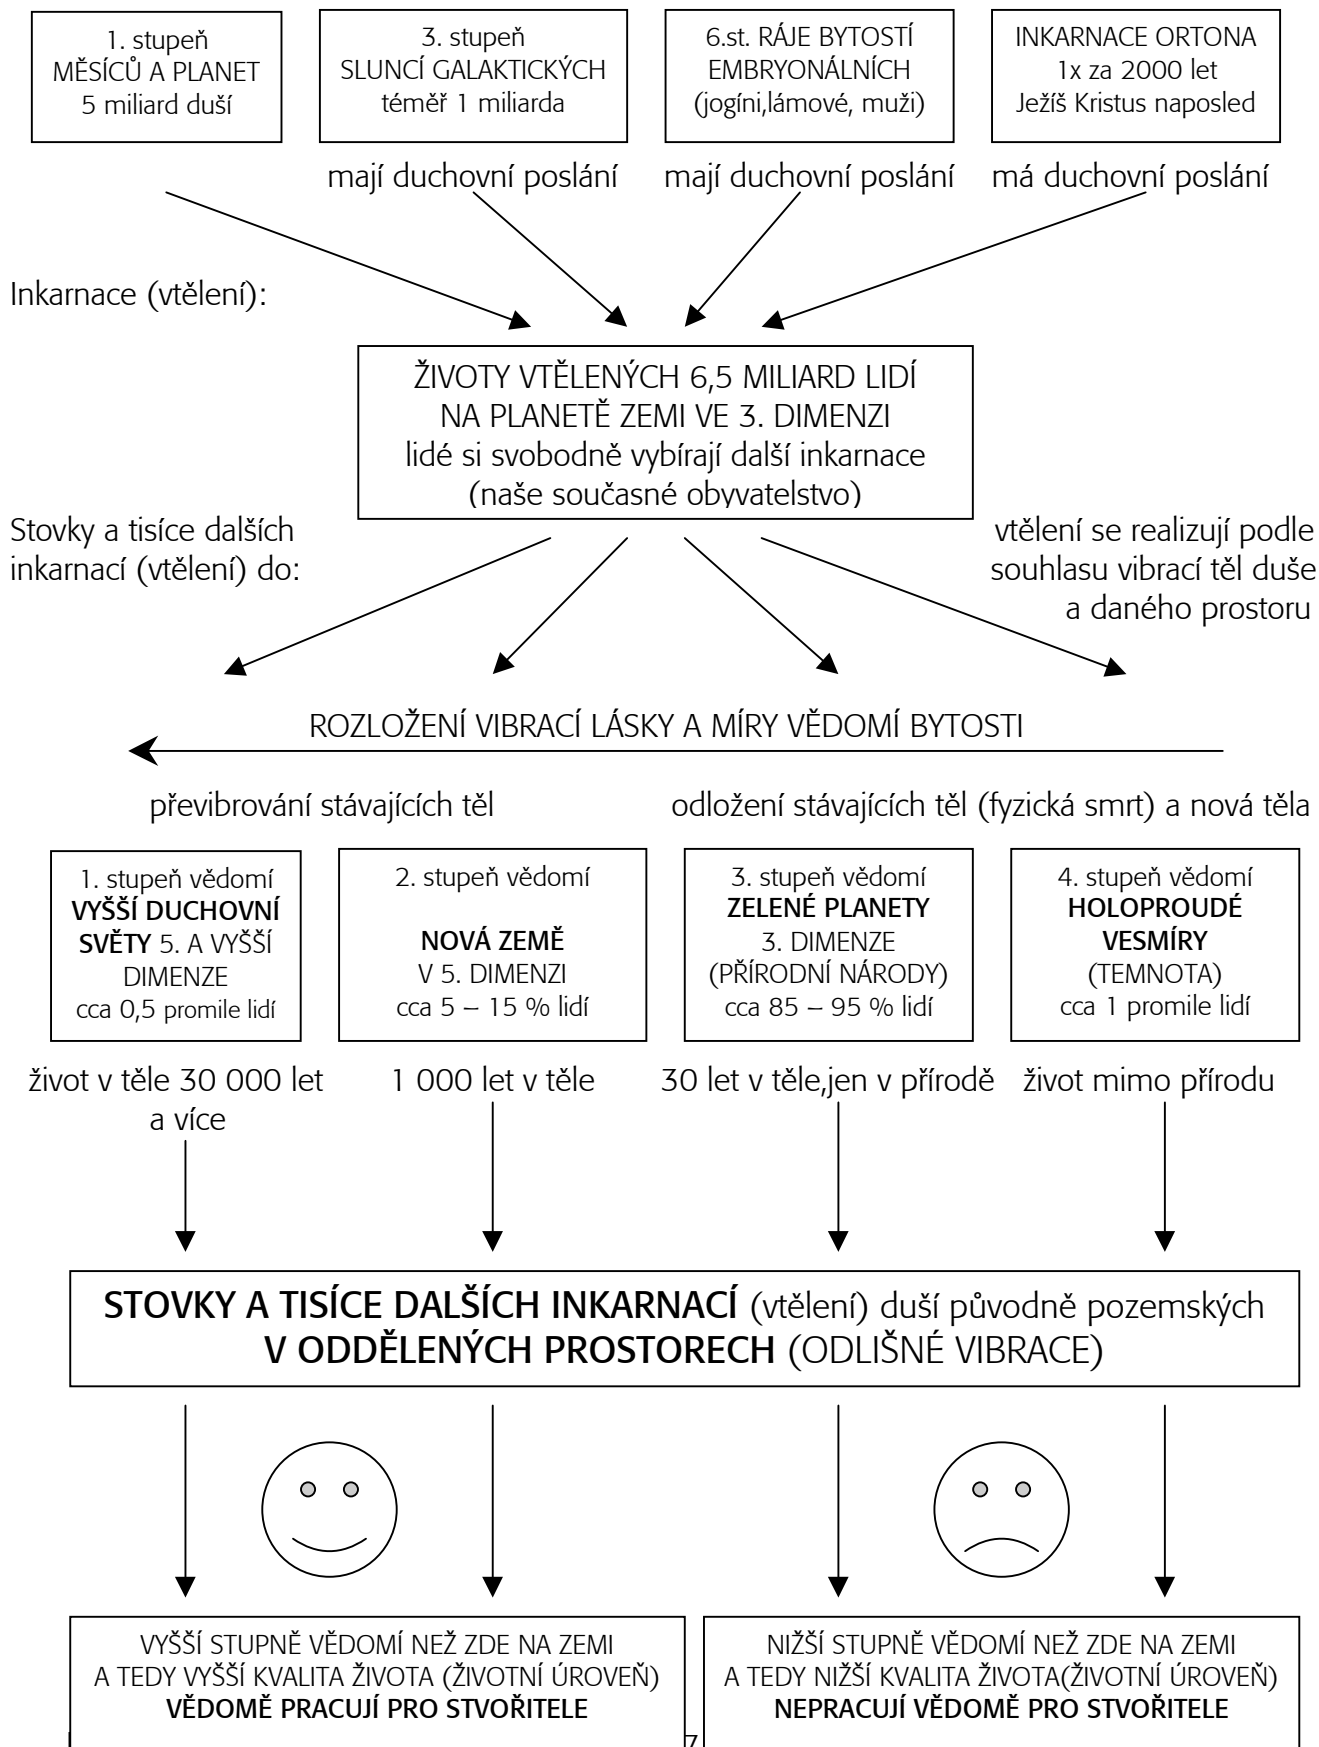 1. stupeň
MĚSÍCŮ A PLANET
5 miliard duší
3. stupeň
SLUNCÍ GALAKTICKÝCH
téměř 1 miliarda
6.st. RÁJE BYTOSTÍ
EMBRYONÁLNÍCH
(jogíni,lámové, muži)
INKARNACE ORTONA
1x za 2000 let
Ježíš Kristus naposled
mají duchovní poslání
mají duchovní poslání
má duchovní poslání
Inkarnace (vtělení):
ŽIVOTY VTĚLENÝCH 6,5 MILIARD LIDÍ
NA PLANETĚ ZEMI VE 3. DIMENZI
lidé si svobodně vybírají další inkarnace
(naše současné obyvatelstvo)
Stovky a tisíce dalších
inkarnací (vtělení) do:
vtělení se realizují podle
souhlasu vibrací těl duše
a daného prostoru
ROZLOŽENÍ VIBRACÍ LÁSKY A MÍRY VĚDOMÍ BYTOSTI
převibrování stávajících těl
odložení stávajících těl (fyzická smrt) a nová těla
1. stupeň vědomí
VYŠŠÍ DUCHOVNÍ
SVĚTY 5. A VYŠŠÍ
DIMENZE
cca 0,5 promile lidí
2. stupeň vědomí
NOVÁ ZEMĚ
V 5. DIMENZI
cca 5 – 15 % lidí
3. stupeň vědomí
ZELENÉ PLANETY
3. DIMENZE
(PŘÍRODNÍ NÁRODY)
cca 85 – 95 % lidí
4. stupeň vědomí
HOLOPROUDÉ
VESMÍRY
(TEMNOTA)
cca 1 promile lidí
život v těle 30 000 let
a více
1 000 let v těle
30 let v těle,jen v přírodě
život mimo přírodu
STOVKY A TISÍCE DALŠÍCH INKARNACÍ (vtělení) duší původně pozemských
V ODDĚLENÝCH PROSTORECH (ODLIŠNÉ VIBRACE)
VYŠŠÍ STUPNĚ VĚDOMÍ NEŽ ZDE NA ZEMI
A TEDY VYŠŠÍ KVALITA ŽIVOTA (ŽIVOTNÍ ÚROVEŇ)
VĚDOMĚ PRACUJÍ PRO STVOŘITELE
NIŽŠÍ STUPNĚ VĚDOMÍ NEŽ ZDE NA ZEMI
A TEDY NIŽŠÍ KVALITA ŽIVOTA(ŽIVOTNÍ ÚROVEŇ)
NEPRACUJÍ VĚDOMĚ PRO STVOŘITELE